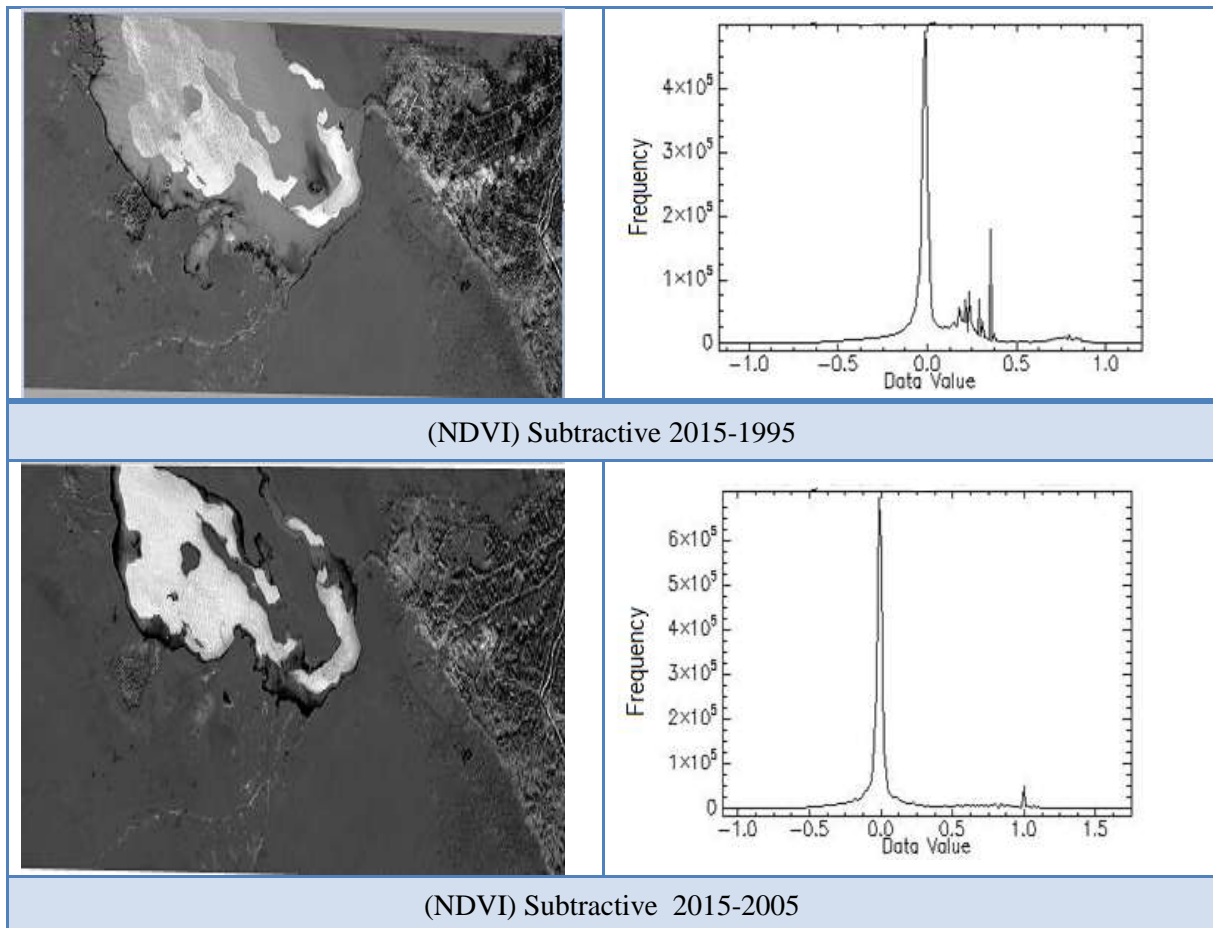 4×10⁵
3×10⁵
2×10⁵
1×10⁵
0
Frequency
-1.0 -0.5 0.0 0.5 1.0
Data Value
(NDVI) Subtractive 2015-1995
6×10⁵
5×10⁵
4×10⁵
3×10⁵
2×10⁵
1×10⁵
0
Frequency
-1.0 -0.5 0.0 0.5 1.0 1.5
Data Value
(NDVI) Subtractive 2015-2005